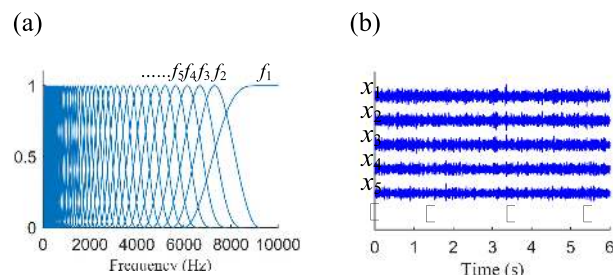 (a)
(b)
......f5f4f3f2 f1
1
0.5
0
0 2000 4000 6000 8000 10000
Frequency (Hz)
x1
x2
x3
x4
x5
0 1 2 3 4 5 6
Time (s)